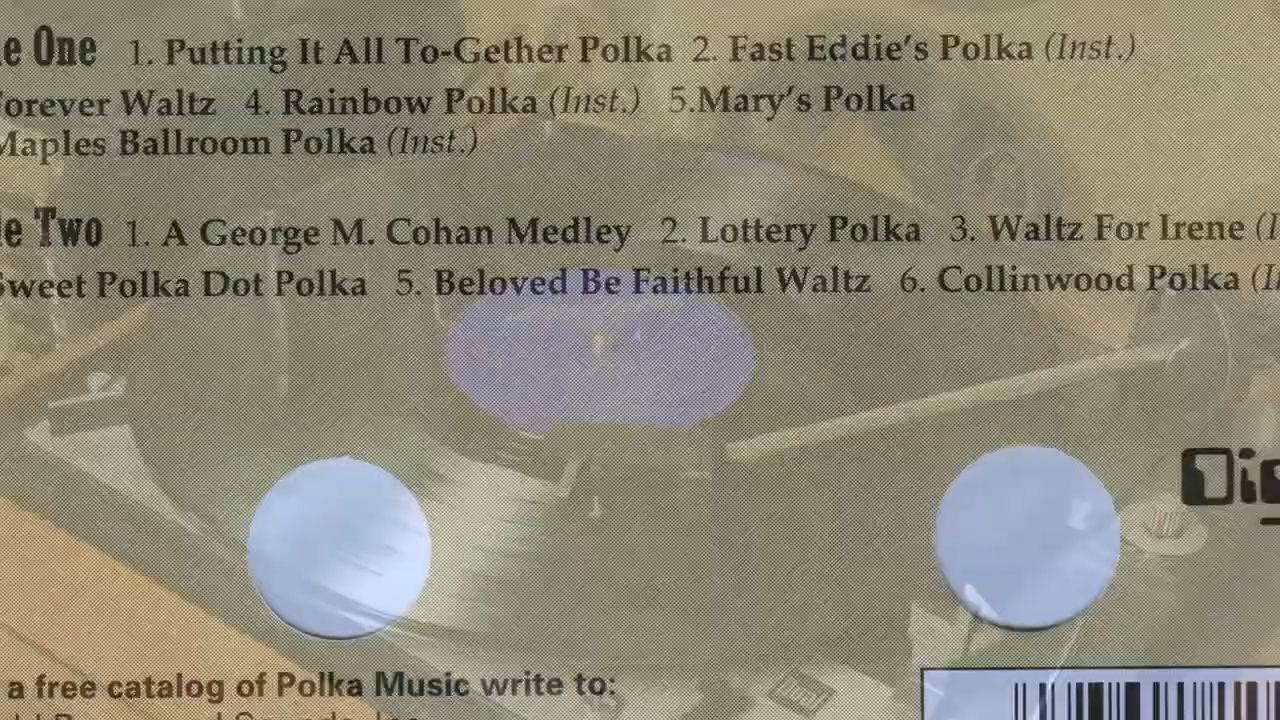 e One 1. Putting It All To-Gether Polka 2. Fast Eddie's Polka (Inst.)
orever Waltz 4. Rainbow Polka (Inst.) 5.Mary's Polka
Maples Ballroom Polka (Inst.)
e Two 1. A George M. Cohan Medley 2. Lottery Polka 3. Waltz For Irene (I
Sweet Polka Dot Polka 5. Beloved Be Faithful Waltz 6. Collinwood Polka (In
Dig
a free catalog of Polka Music write to: